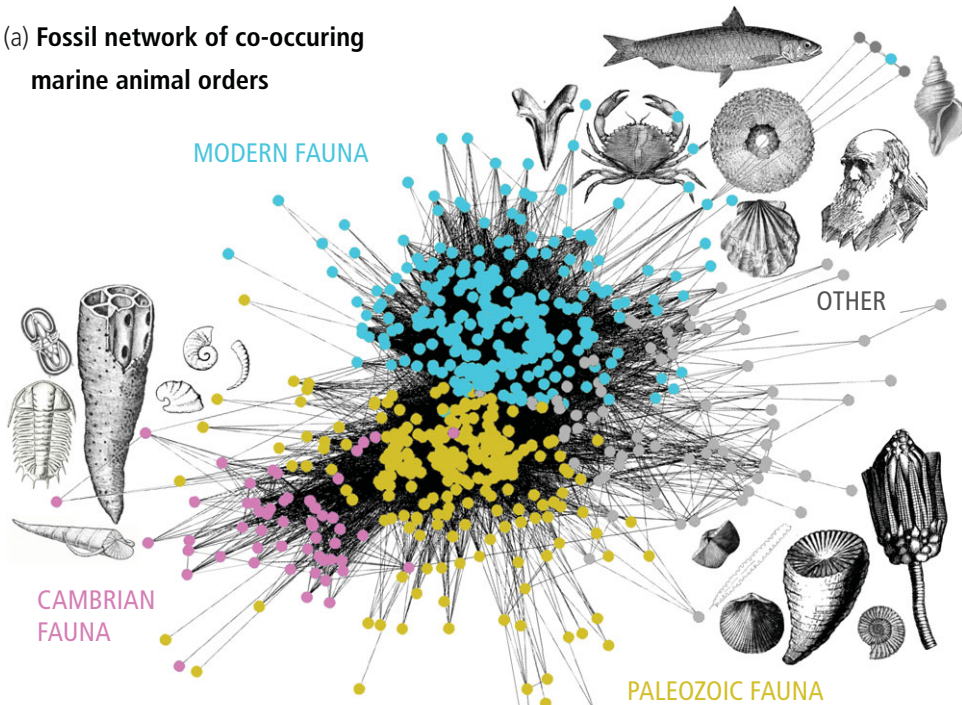 (a) Fossil network of co-occuring
marine animal orders
MODERN FAUNA
OTHER
CAMBRIAN
FAUNA
PALEOZOIC FAUNA